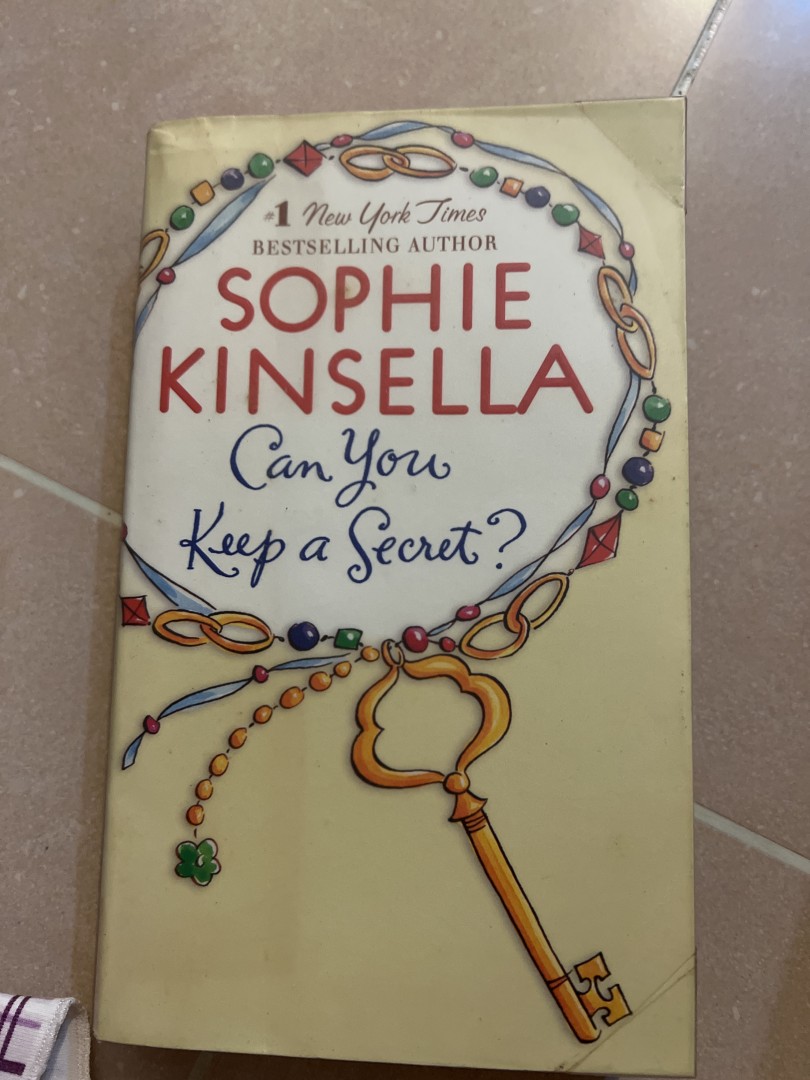 #1 New York Times
BESTSELLING AUTHOR
SOPHIE
KINSELLA
Can You
Keep a Secret?